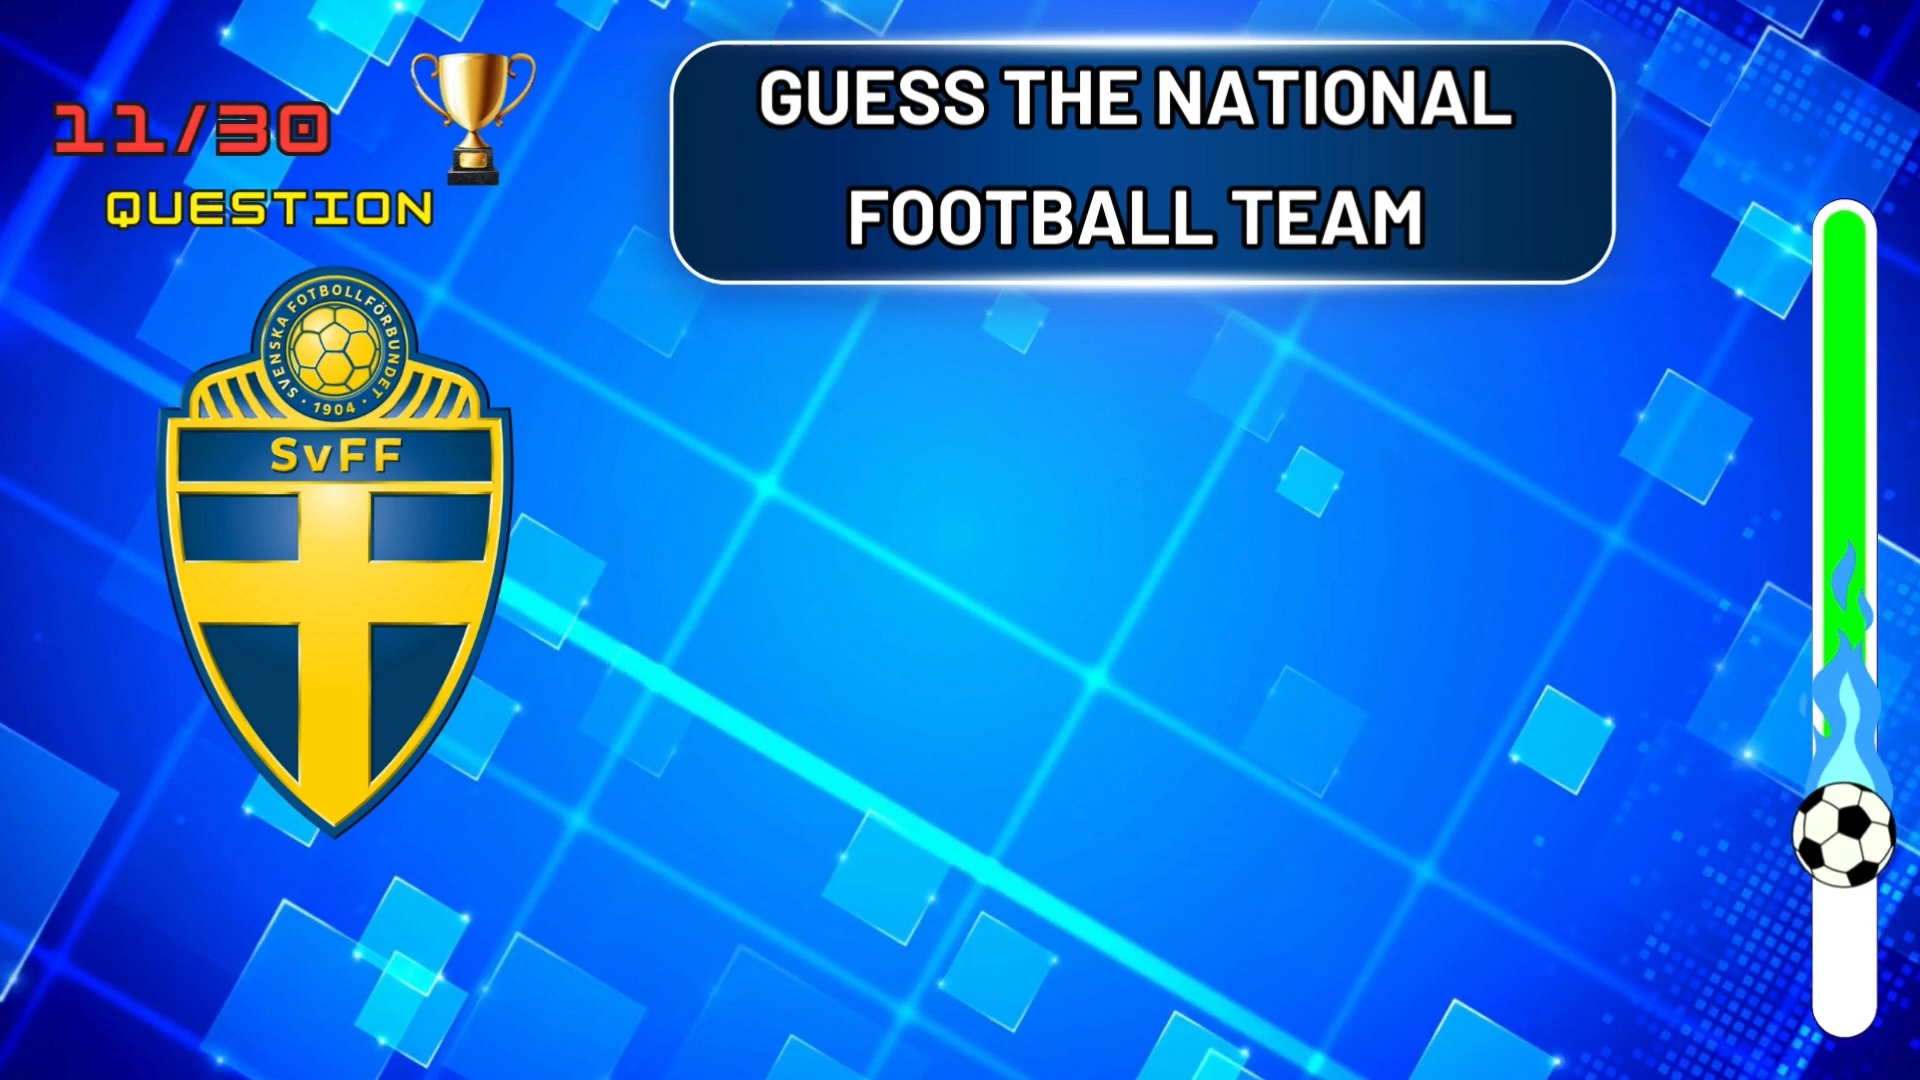 11/30
QUESTION
GUESS THE NATIONAL
FOOTBALL TEAM
SVENSKA FOTBOLLFÖRBUNDET
· 1904 ·
SvFF